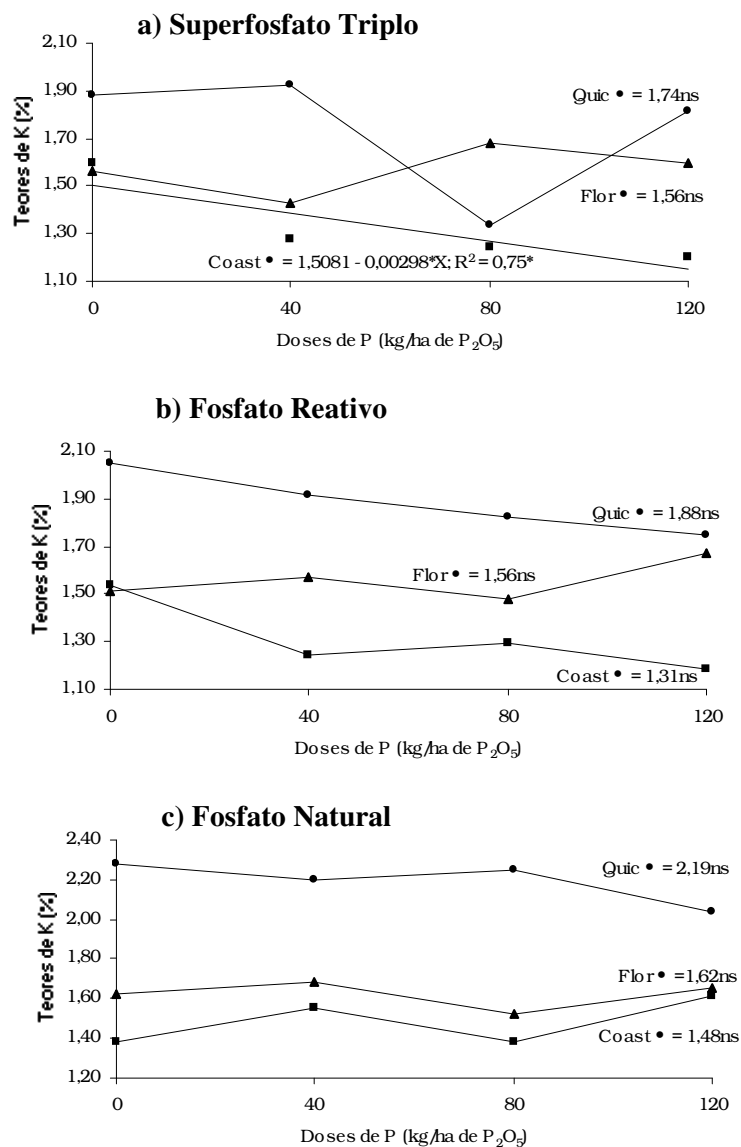 a) Superfosfato Triplo
Teores de K (%)
2,10
1,90
1,70
1,50
1,30
1,10
Quic • = 1,74ns
Flor • = 1,56ns
Coast • = 1,5081 - 0,00298*X; R² = 0,75*
0 40 80 120
Doses de P (kg/ha de P₂O₅)
b) Fosfato Reativo
Teores de K (%)
2,10
1,90
1,70
1,50
1,30
1,10
Quic • = 1,88ns
Flor • = 1,56ns
Coast • = 1,31ns
0 40 80 120
Doses de P (kg/ha de P₂O₅)
c) Fosfato Natural
Teores de K (%)
2,40
2,20
2,00
1,80
1,60
1,40
1,20
Quic • = 2,19ns
Flor • = 1,62ns
Coast • = 1,48ns
0 40 80 120
Doses de P (kg/ha de P₂O₅)